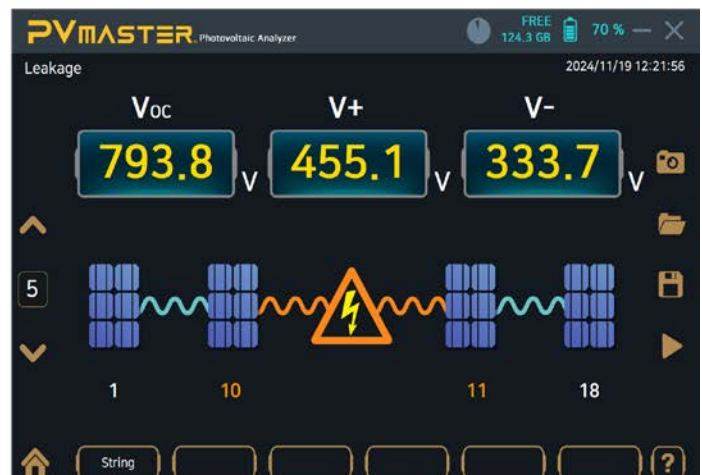 PVMASTER. Photovoltaic Analyzer
FREE
124.3 GB
70 %
Leakage
2024/11/19 12:21:56
Voc V+ V-
793.8 V 455.1 V 333.7 V
5
1 10 11 18
String
?